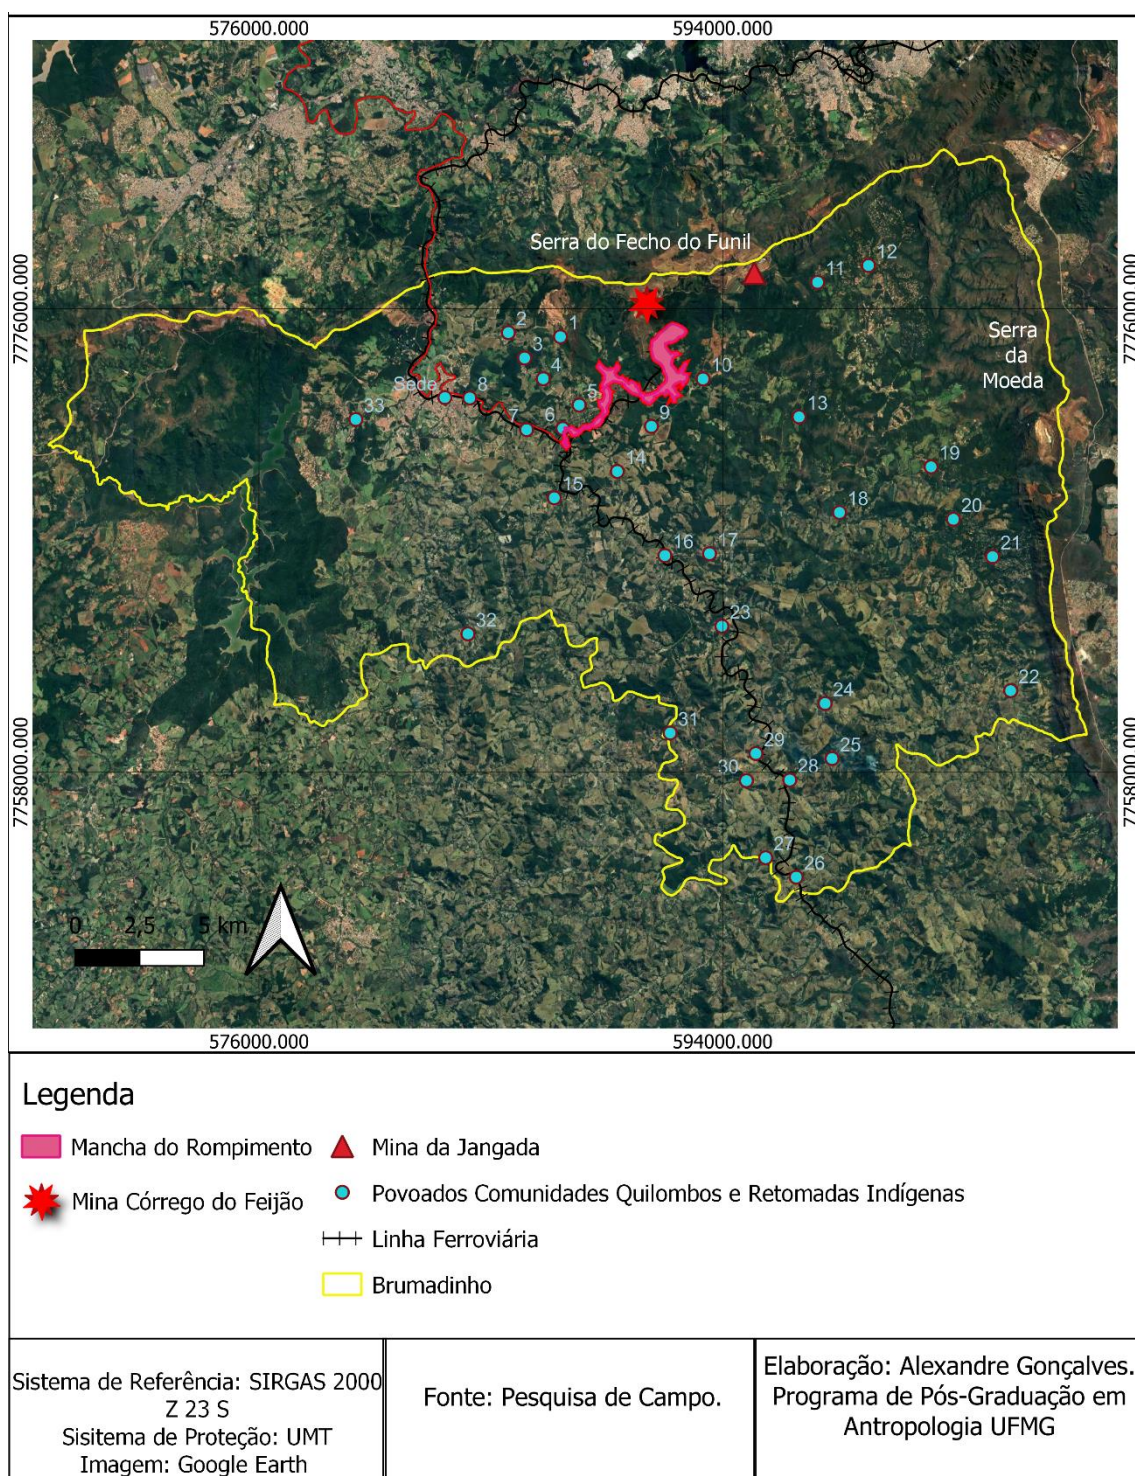 576000.000
594000.000
Serra do Fecho do Funil
12
11
7776000.000
7776000.000
2
1
Serra
da
Moeda
3
4
10
Sede
8
5
33
13
7
6
9
19
14
15
18
20
16
17
21
23
32
22
24
31
29
25
30
28
7758000.000
7758000.000
27
26
0 2,5 5 km
576000.000
594000.000
Legenda
Mancha do Rompimento
Mina da Jangada
Mina Córrego do Feijão
Povoados Comunidades Quilombos e Retomadas Indígenas
Linha Ferroviária
Brumadinho
Sistema de Referência: SIRGAS 2000
Z 23 S
Sisitema de Proteção: UMT
Imagem: Google Earth
Fonte: Pesquisa de Campo.
Elaboração: Alexandre Gonçalves.
Programa de Pós-Graduação em
Antropologia UFMG